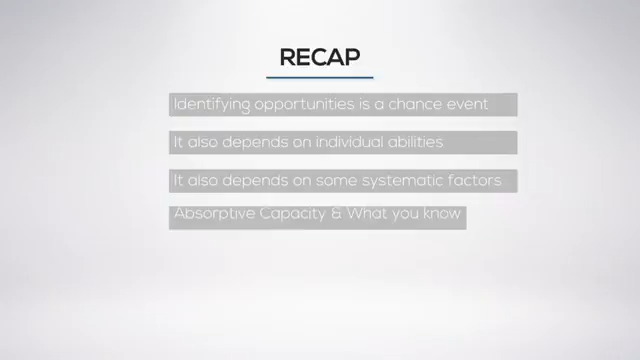 RECAP
Identifying opportunities is a chance event
It also depends on individual abilities
It also depends on some systematic factors
Absorptive Capacity & What you know